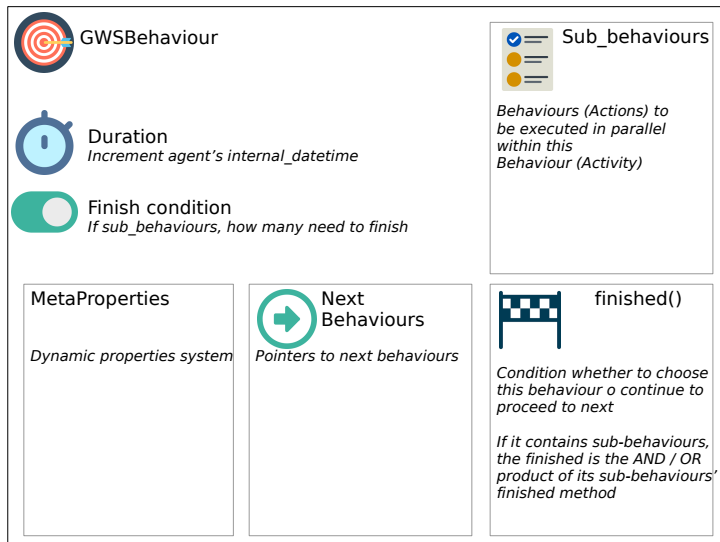 GWSBehaviour
Duration
Increment agent's internal_datetime
Finish condition
If sub_behaviours, how many need to finish
Sub_behaviours
Behaviours (Actions) to
be executed in parallel
within this
Behaviour (Activity)
MetaProperties
Dynamic properties system
Next
Behaviours
Pointers to next behaviours
finished()
Condition whether to choose
this behaviour o continue to
proceed to next
If it contains sub-behaviours,
the finished is the AND / OR
product of its sub-behaviours’
finished method